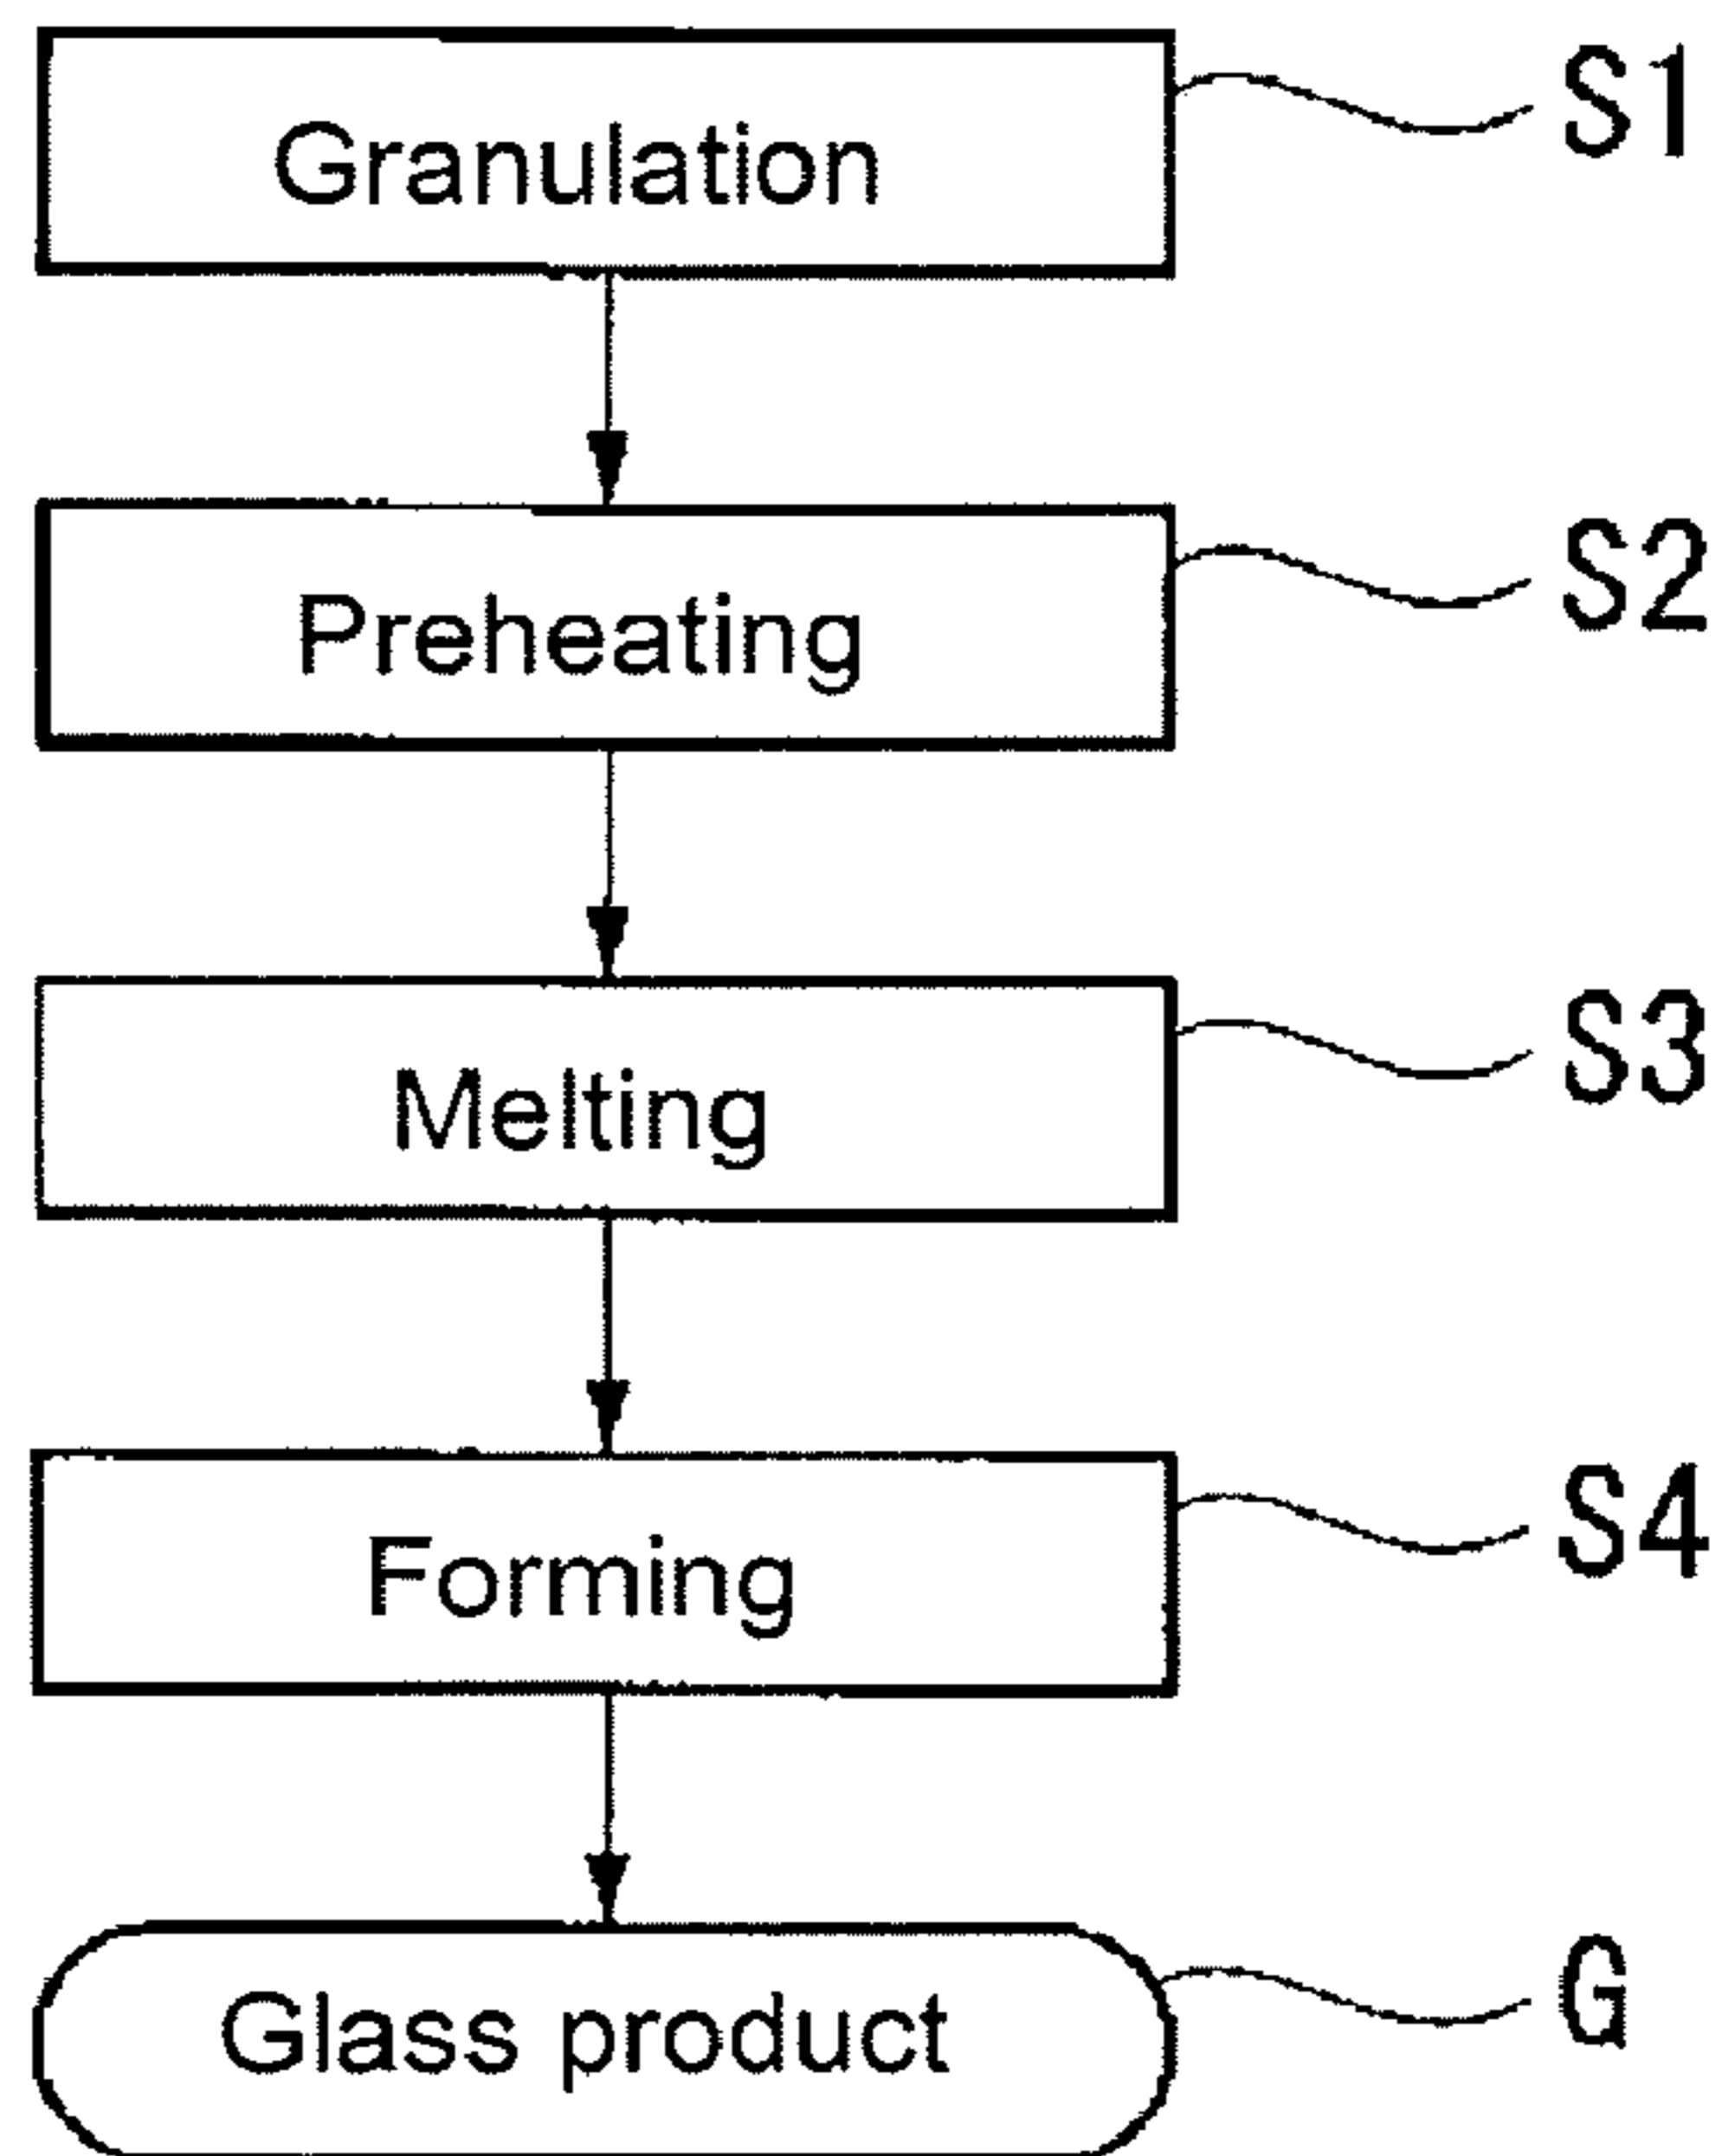 Granulation S1
Preheating S2
Melting S3
Forming S4
Glass product G